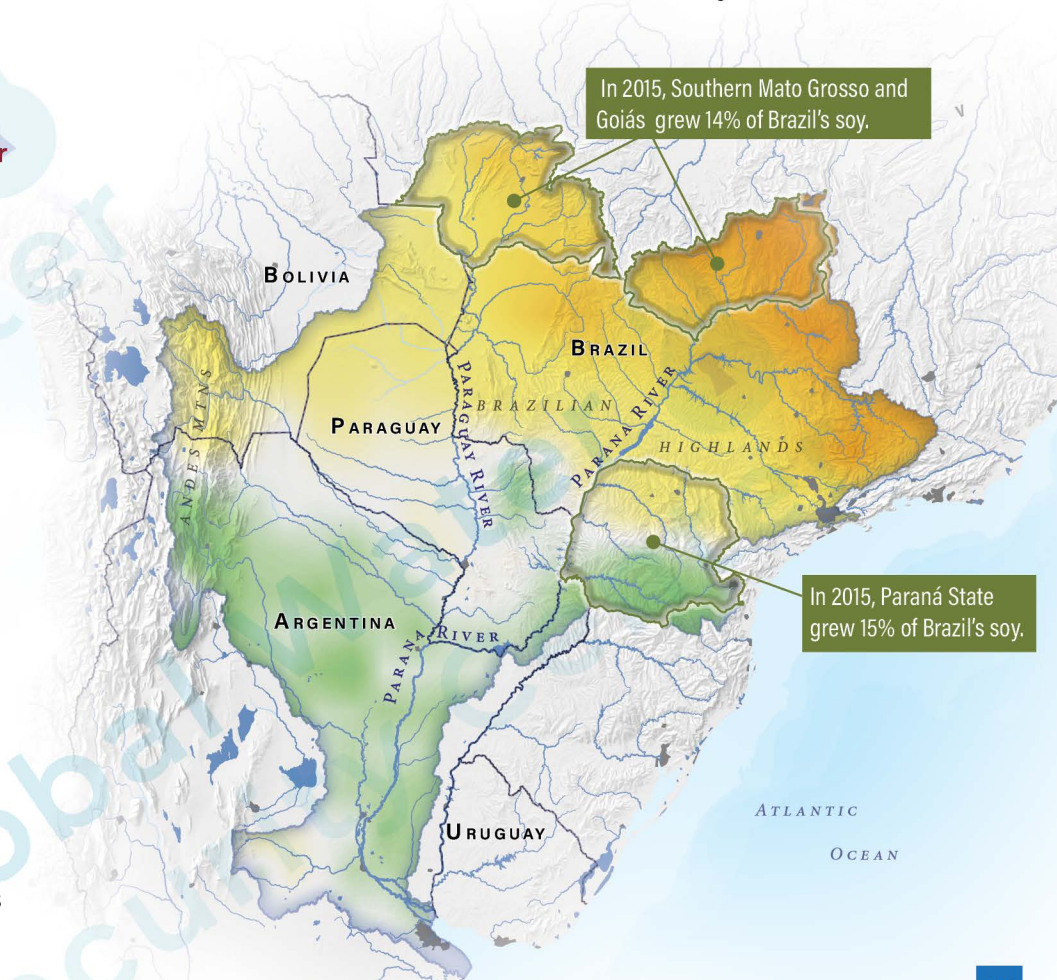 In 2015, Southern Mato Grosso and
Goiás grew 14% of Brazil's soy.
BOLIVIA
BRAZIL
ANDES MTNS
PARAGUAY
PARAGUAY RIVER
BRAZILIAN
PARANA RIVER
HIGHLANDS
In 2015, Paraná State
grew 15% of Brazil's soy.
ARGENTINA
PARANA RIVER
URUGUAY
ATLANTIC
OCEAN